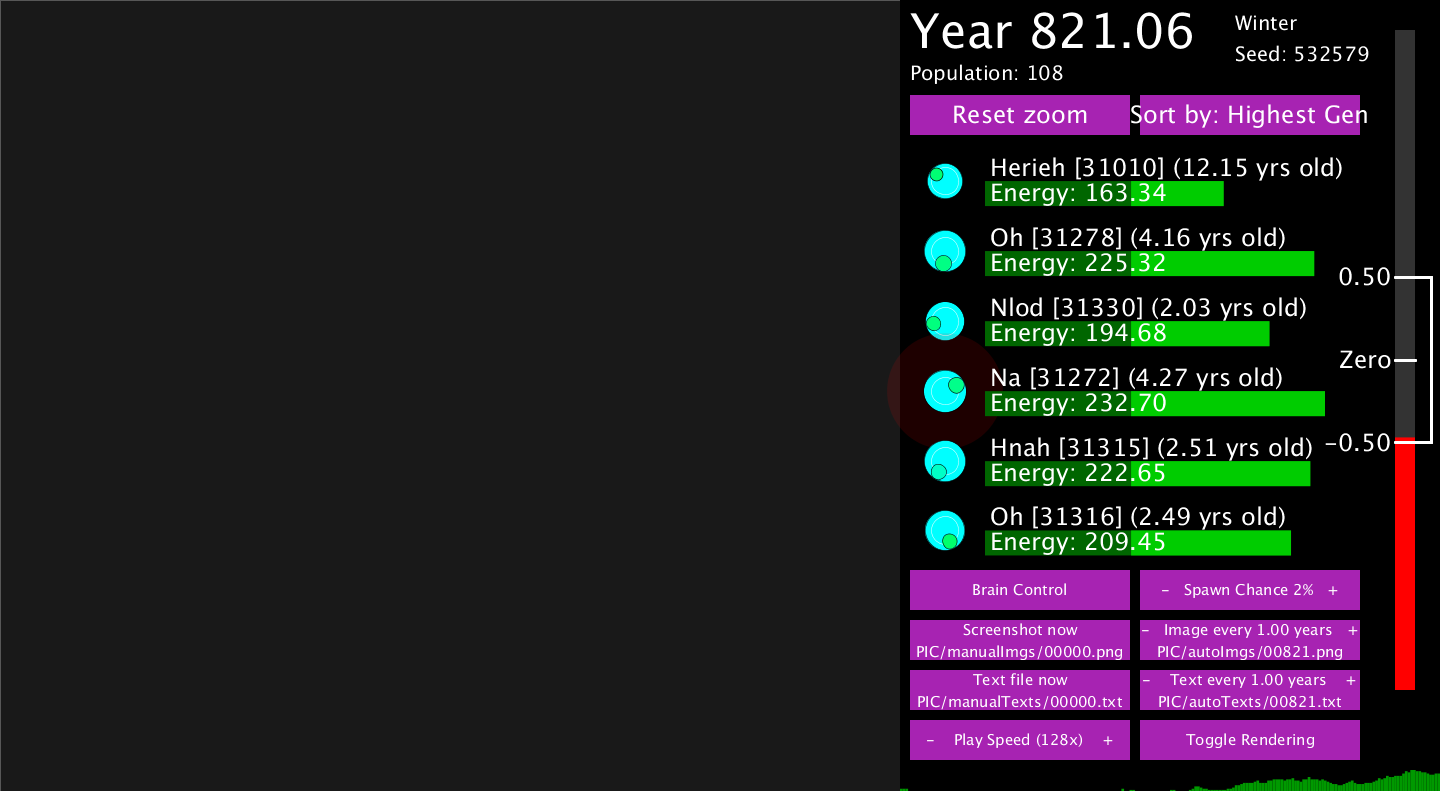 Year 821.06
Winter
Seed: 532579
Population: 108
Reset zoom
Sort by: Highest Gen
Herieh [31010] (12.15 yrs old)
Energy: 163.34
Oh [31278] (4.16 yrs old)
Energy: 225.32
0.50
Nlod [31330] (2.03 yrs old)
Energy: 194.68
Zero
Na [31272] (4.27 yrs old)
Energy: 232.70
Hnah [31315] (2.51 yrs old)
-0.50
Energy: 222.65
Oh [31316] (2.49 yrs old)
Energy: 209.45
Brain Control
- Spawn Chance 2% +
Screenshot now
PIC/manualImgs/00000.png
- Image every 1.00 years +
PIC/autoImgs/00821.png
Text file now
PIC/manualTexts/00000.txt
- Text every 1.00 years +
PIC/autoTexts/00821.txt
- Play Speed (128x) +
Toggle Rendering